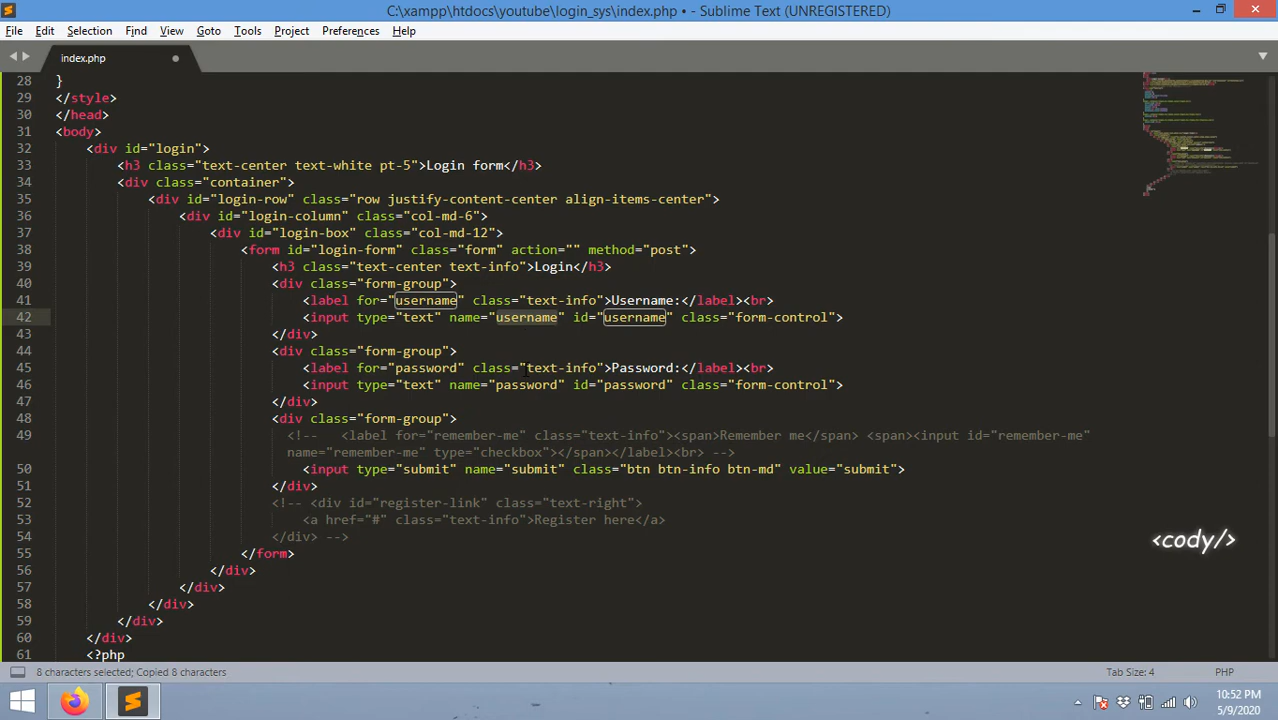 C:\xampp\htdocs\youtube\login_sys\index.php • - Sublime Text (UNREGISTERED)
File Edit Selection Find View Goto Tools Project Preferences Help
index.php
28 }
29 </style>
30 </head>
31 <body>
32 <div id="login">
33 <h3 class="text-center text-white pt-5">Login form</h3>
34 <div class="container">
35 <div id="login-row" class="row justify-content-center align-items-center">
36 <div id="login-column" class="col-md-6">
37 <div id="login-box" class="col-md-12">
38 <form id="login-form" class="form" action="" method="post">
39 <h3 class="text-center text-info">Login</h3>
40 <div class="form-group">
41 <label for="username" class="text-info">Username:</label><br>
42 <input type="text" name="username" id="username" class="form-control">
43 </div>
44 <div class="form-group">
45 <label for="password" class="text-info">Password:</label><br>
46 <input type="text" name="password" id="password" class="form-control">
47 </div>
48 <div class="form-group">
49 <!-- <label for="remember-me" class="text-info"><span>Remember me</span> <span><input id="remember-me"
name="remember-me" type="checkbox"></span></label><br> -->
50 <input type="submit" name="submit" class="btn btn-info btn-md" value="submit">
51 </div>
52 <!-- <div id="register-link" class="text-right">
53 <a href="#" class="text-info">Register here</a>
54 </div> -->
55 </form>
56 </div>
57 </div>
58 </div>
59 </div>
60 </div>
61 <?php
<cody/>
8 characters selected; Copied 8 characters Tab Size: 4 PHP
10:52 PM
5/9/2020